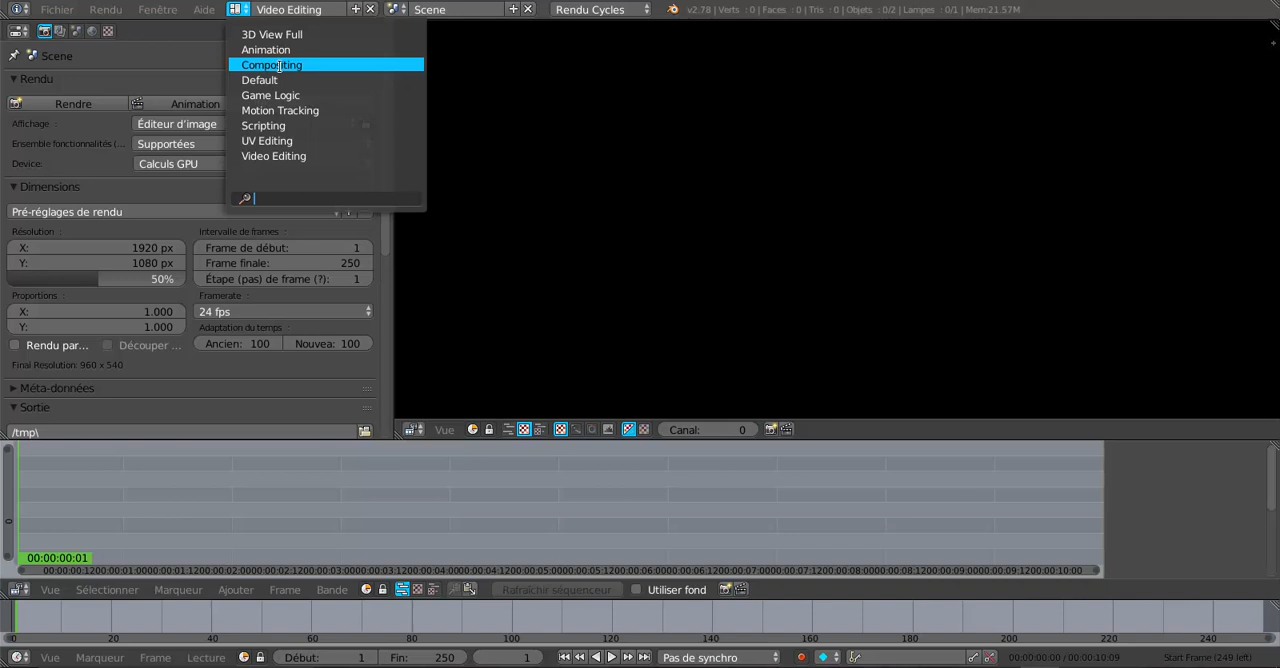 Fichier Rendu Fenêtre Aide Video Editing Scene Rendu Cycles v2.78 | Verts : 0 | Faces : 0 | Tris : 0 | Objets : 0/2 | Lampes : 0/1 | Mem:21.57M
3D View Full
Animation
Compositing
Default
Game Logic
Motion Tracking
Scripting
UV Editing
Video Editing
Scene
Rendu
Rendre Animation
Affichage : Éditeur d'image
Ensemble fonctionnalités (... Supportées
Device: Calculs GPU
Dimensions
Pré-réglages de rendu
Résolution : Intervalle de frames :
X: 1920 px Frame de début: 1
Y: 1080 px Frame finale: 250
50% Étape (pas) de frame (?): 1
Proportions : Framerate :
X: 1.000 24 fps
Y: 1.000 Adaptation du temps :
Rendu par... Découper ... Ancien: 100 Nouvea: 100
Final Résolution: 960 x 540
Méta-données
Sortie
/tmp\
Vue Canal: 0
0
00:00:00:01
Vue Sélectionner Marqueur Ajouter Frame Bande Rafraîchir séquenceur Utiliser fond
0 20 40 60 80 100 120 140 160 180 200 220 240
Vue Marqueur Frame Lecture Début: 1 Fin: 250 1 Pas de synchro 00:00:00:00 / 00:00:10:09 Start Frame (249 left)